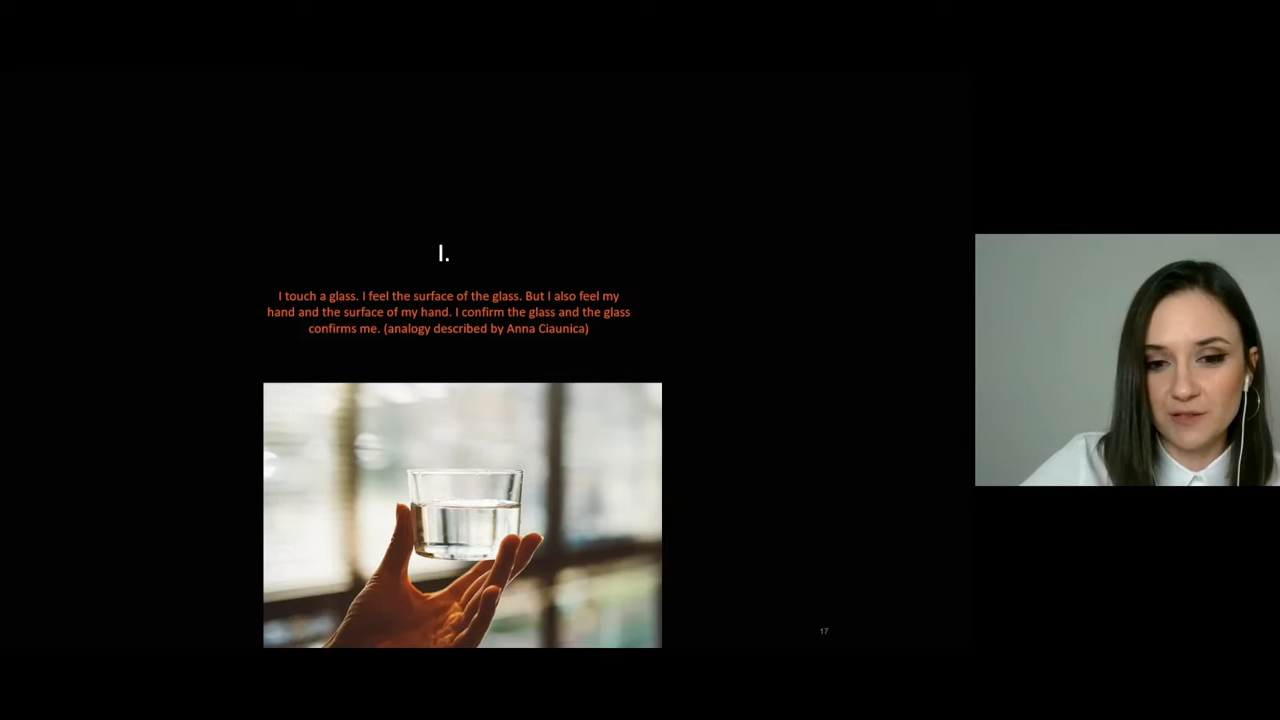 I.
I touch a glass. I feel the surface of the glass. But I also feel my
hand and the surface of my hand. I confirm the glass and the glass
confirms me. (analogy described by Anna Ciaunica)
17